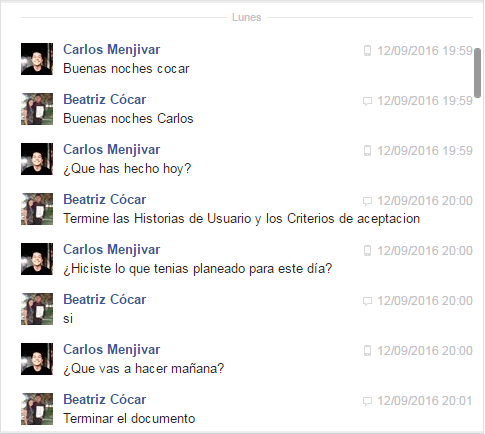 Lunes
Carlos Menjivar 12/09/2016 19:59
Buenas noches cocar
Beatriz Cócar 12/09/2016 19:59
Buenas noches Carlos
Carlos Menjivar 12/09/2016 19:59
¿Que has hecho hoy?
Beatriz Cócar 12/09/2016 20:00
Termine las Historias de Usuario y los Criterios de aceptacion
Carlos Menjivar 12/09/2016 20:00
¿Hiciste lo que tenias planeado para este día?
Beatriz Cócar 12/09/2016 20:00
si
Carlos Menjivar 12/09/2016 20:00
¿Que vas a hacer mañana?
Beatriz Cócar 12/09/2016 20:01
Terminar el documento